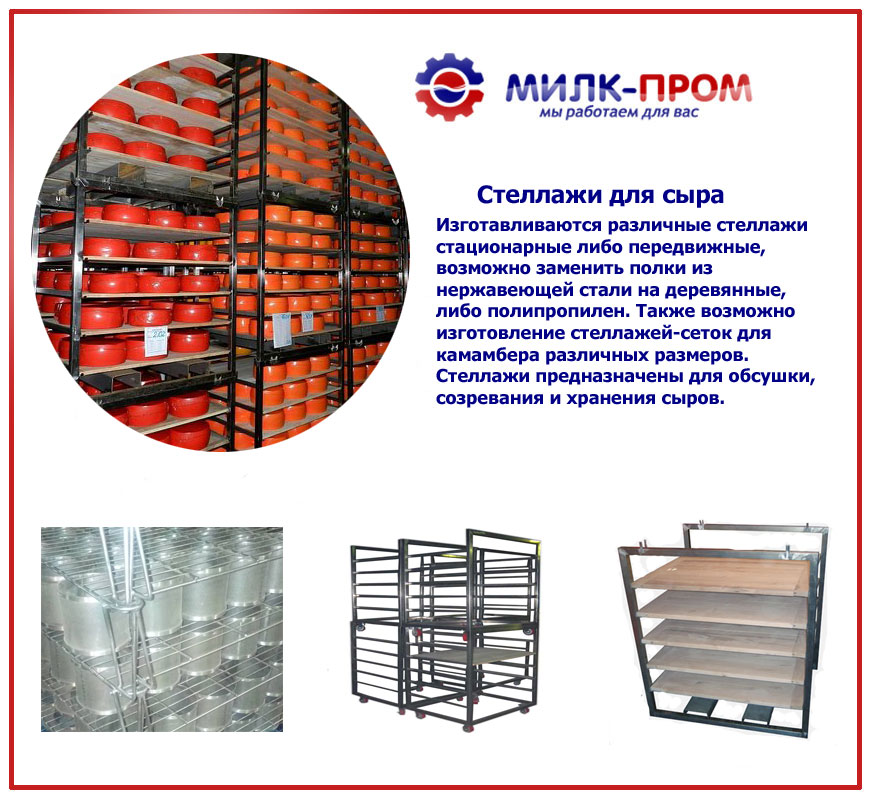 МИЛК-ПРОМ
мы работаем для вас
Стеллажи для сыра
Изготавливаются различные стеллажи
стационарные либо передвижные,
возможно заменить полки из
нержавеющей стали на деревянные,
либо полипропилен. Также возможно
изготовление стеллажей-сеток для
камамбера различных размеров.
Стеллажи предназначены для обсушки,
созревания и хранения сыров.